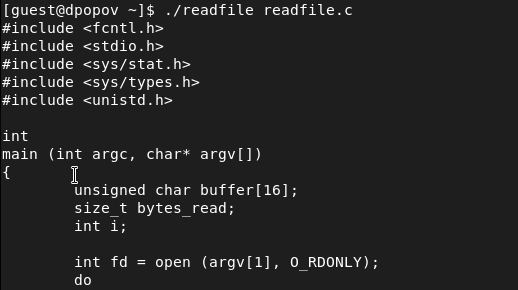 [guest@dpopov ~]$ ./readfile readfile.c
#include <fcntl.h>
#include <stdio.h>
#include <sys/stat.h>
#include <sys/types.h>
#include <unistd.h>

int
main (int argc, char* argv[])
{
        unsigned char buffer[16];
        size_t bytes_read;
        int i;

        int fd = open (argv[1], O_RDONLY);
        do